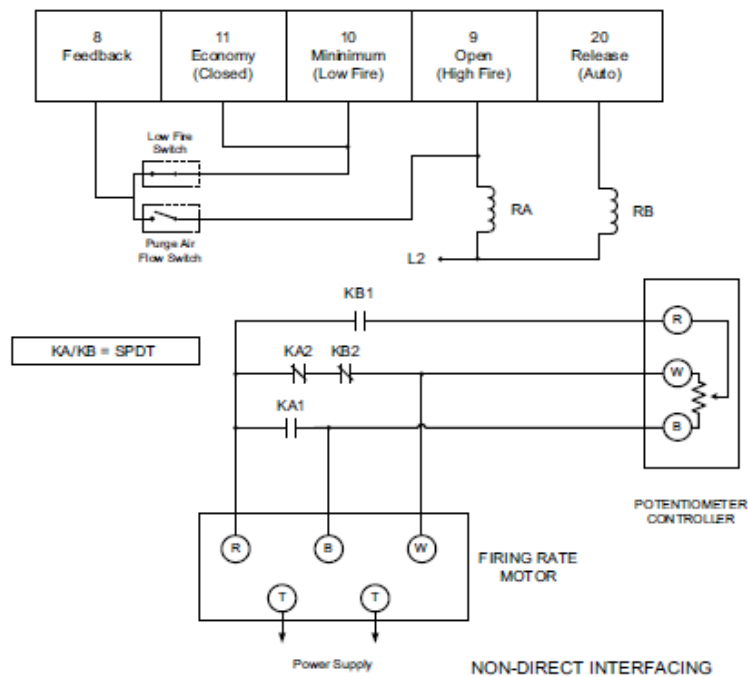 8
Feedback
11
Economy
(Closed)
10
Mininimum
(Low Fire)
9
Open
(High Fire)
20
Release
(Auto)
Low Fire
Switch
Purge Air
Flow Switch
RA
RB
L2
KB1
KA/KB = SPDT
KA2
KB2
KA1
R
W
B
POTENTIOMETER
CONTROLLER
R
B
W
T
T
FIRING RATE
MOTOR
Power Supply
NON-DIRECT INTERFACING